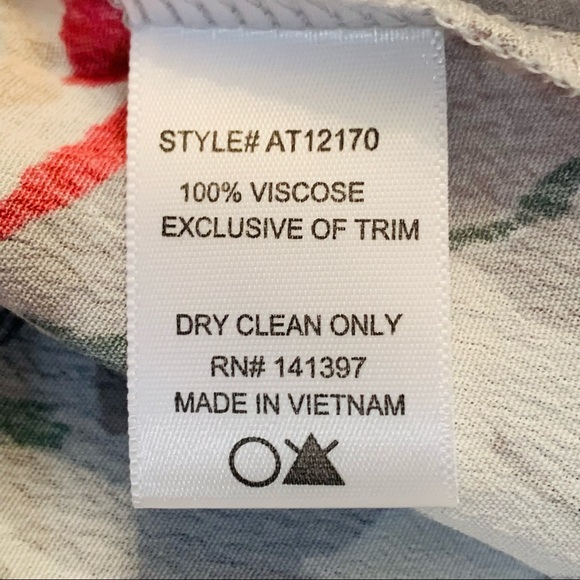 STYLE# AT12170
100% VISCOSE
EXCLUSIVE OF TRIM
DRY CLEAN ONLY
RN# 141397
MADE IN VIETNAM